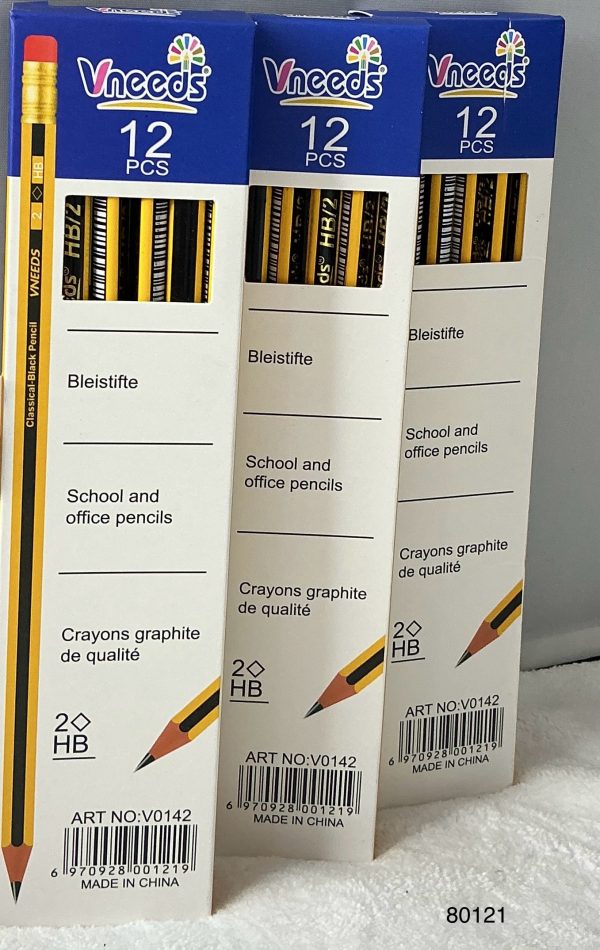 Vneeds
12
PCS
2 ◇ HB
VNEEDS
Classical-Black Pencil
ds® HB/2
Bleistifte
School and
office pencils
Crayons graphite
de qualité
2◇
HB
ART NO:V0142
6 970928 001219
MADE IN CHINA
Vneeds
12
PCS
ds® HB/2
Bleistifte
School and
office pencils
Crayons graphite
de qualité
2◇
HB
ART NO:V0142
6 970928 001219
MADE IN CHINA
Vneeds
12
PCS
Bleistifte
School and
office pencils
Crayons graphite
de qualité
2◇
HB
ART NO:V0142
6 970928 001219
MADE IN CHINA
80121